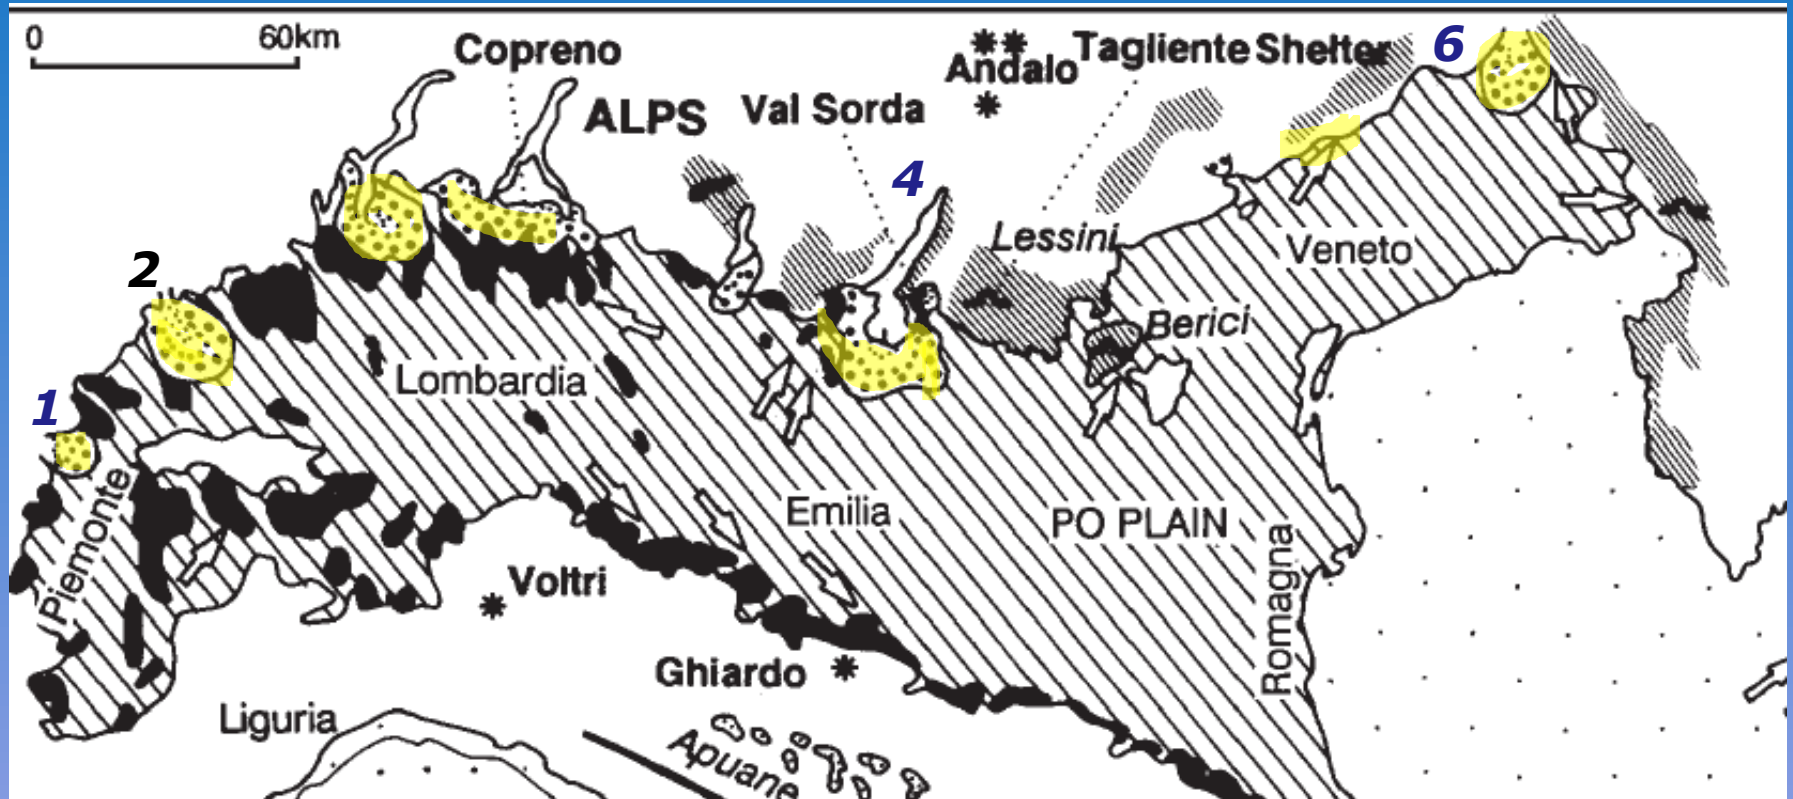 0 60km
Copreno
ALPS
Val Sorda
Andalo
Tagliente Shelter
6
4
2
1
Lessini
Veneto
Berici
Lombardia
Piemonte
Emilia
PO PLAIN
Romagna
Voltri
Ghiardo
Liguria
Apuane